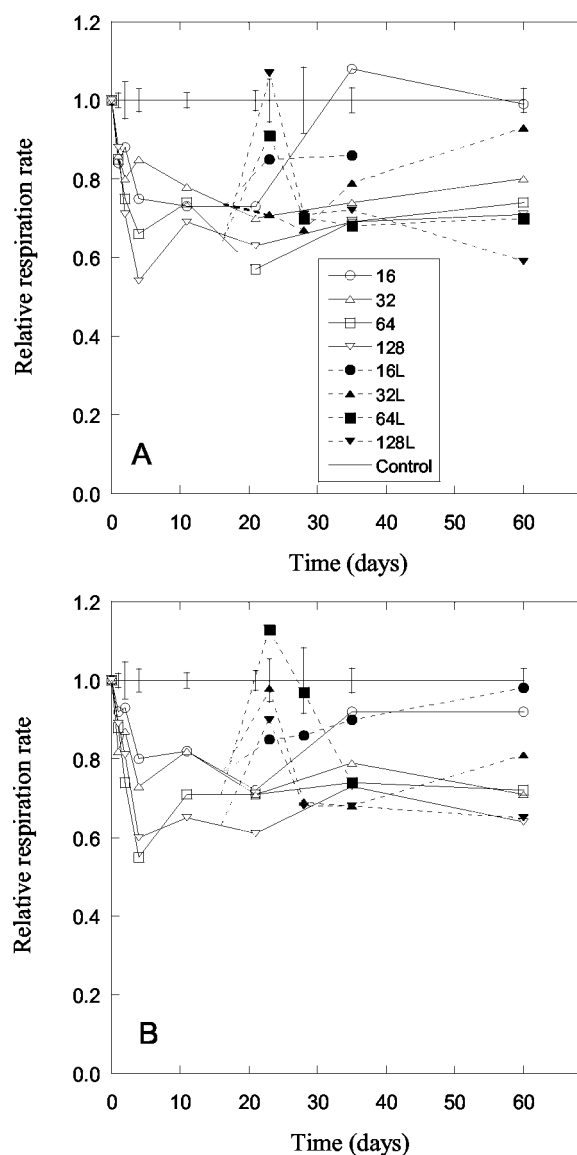 1.2
1.0
0.8
0.6
0.4
0.2
0.0
Relative respiration rate
16
32
64
128
16L
32L
64L
128L
Control
A
0 10 20 30 40 50 60
Time (days)
1.2
1.0
0.8
0.6
0.4
0.2
0.0
Relative respiration rate
B
0 10 20 30 40 50 60
Time (days)